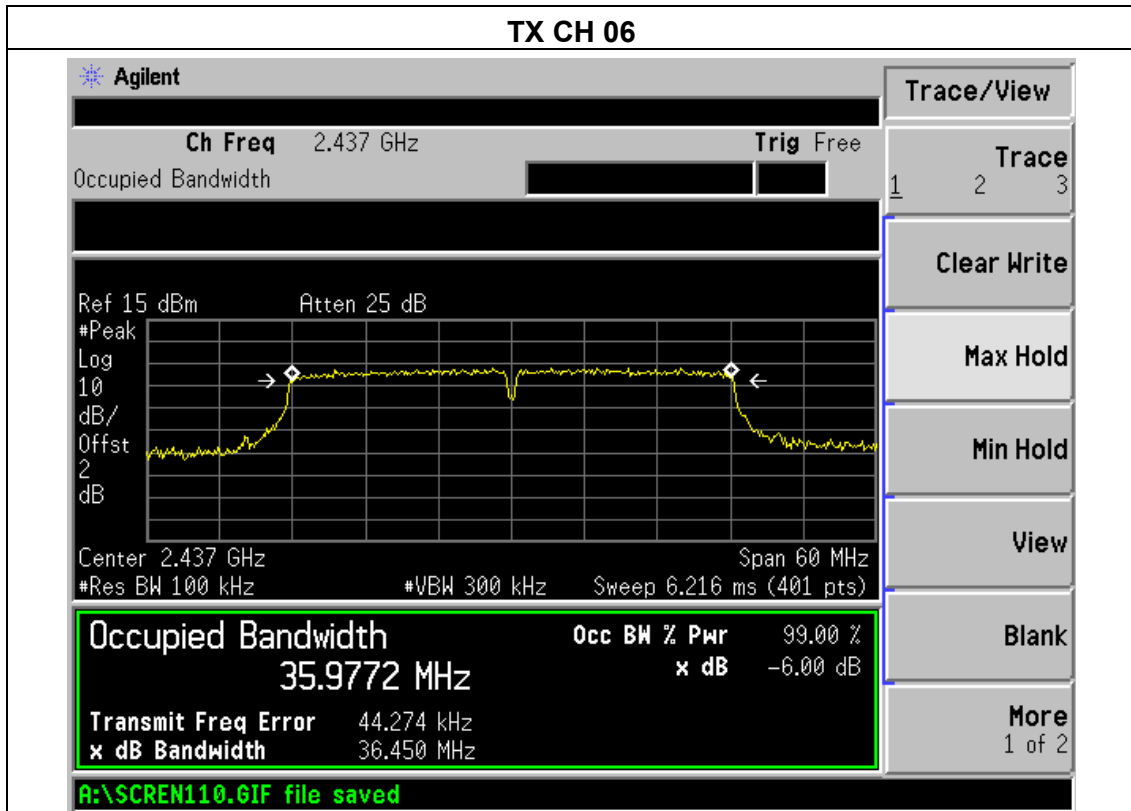 TX CH 06
Agilent
Ch Freq 2.437 GHz Trig Free
Occupied Bandwidth
Ref 15 dBm Atten 25 dB
#Peak
Log
10
dB/
Offst
2
dB
Center 2.437 GHz Span 60 MHz
#Res BW 100 kHz #VBW 300 kHz Sweep 6.216 ms (401 pts)
Occupied Bandwidth
35.9772 MHz
Occ BW % Pwr 99.00 %
x dB -6.00 dB
Transmit Freq Error 44.274 kHz
x dB Bandwidth 36.450 MHz
A:\SCREN110.GIF file saved
Trace/View
Trace
1 2 3
Clear Write
Max Hold
Min Hold
View
Blank
More
1 of 2